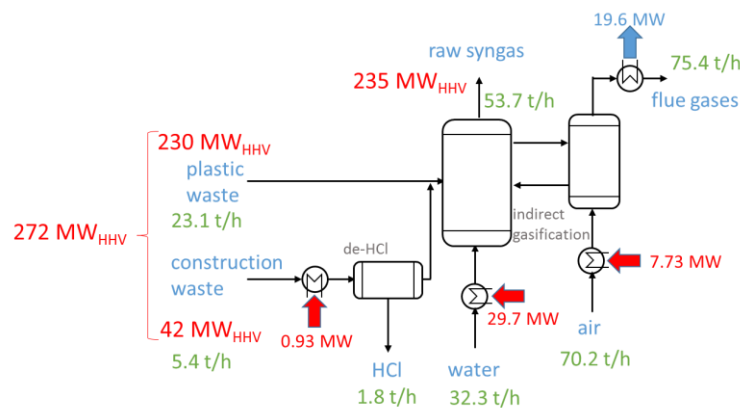 19.6 MW
raw syngas
75.4 t/h
235 MWHHV
53.7 t/h
flue gases
230 MWHHV
plastic
waste
23.1 t/h
indirect
gasification
272 MWHHV
de-HCl
construction
waste
7.73 MW
29.7 MW
0.93 MW
air
42 MWHHV
HCl
water
70.2 t/h
5.4 t/h
1.8 t/h
32.3 t/h